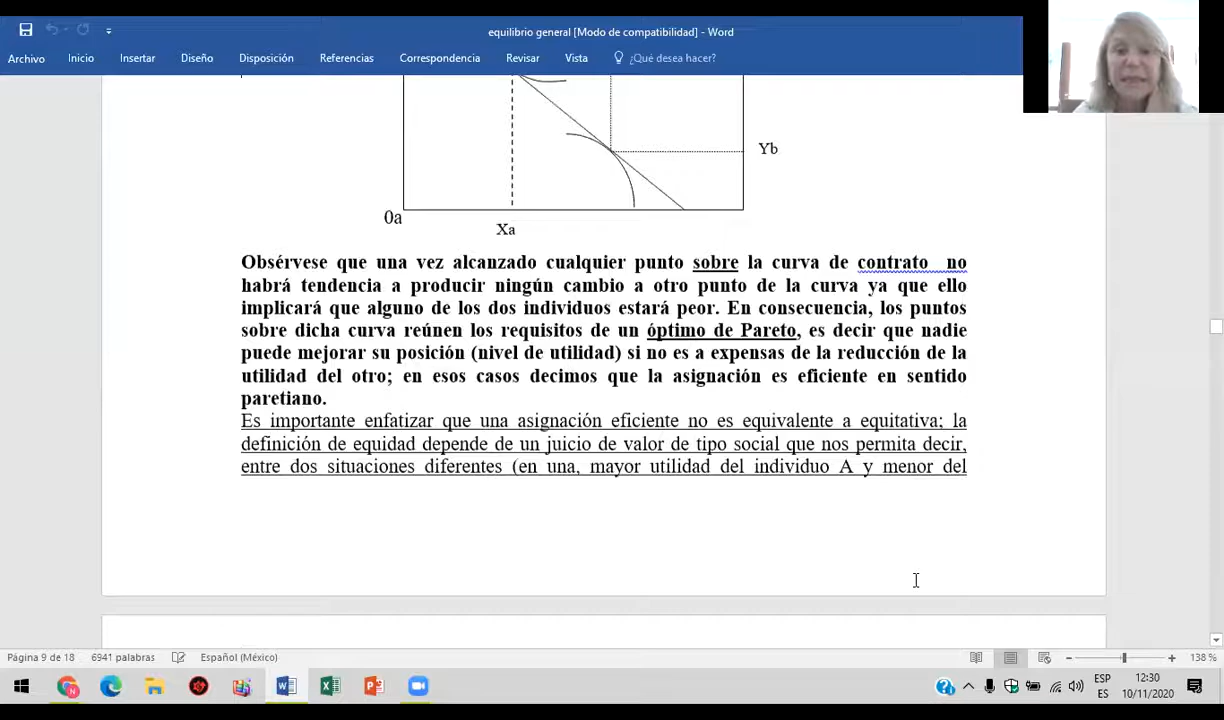 equilibrio general [Modo de compatibilidad] - Word
Archivo Inicio Insertar Diseño Disposición Referencias Correspondencia Revisar Vista ¿Qué desea hacer?
Yb
0a
Xa
Obsérvese que una vez alcanzado cualquier punto sobre la curva de contrato no
habrá tendencia a producir ningún cambio a otro punto de la curva ya que ello
implicará que alguno de los dos individuos estará peor. En consecuencia, los puntos
sobre dicha curva reúnen los requisitos de un óptimo de Pareto, es decir que nadie
puede mejorar su posición (nivel de utilidad) si no es a expensas de la reducción de la
utilidad del otro; en esos casos decimos que la asignación es eficiente en sentido
paretiano.
Es importante enfatizar que una asignación eficiente no es equivalente a equitativa; la
definición de equidad depende de un juicio de valor de tipo social que nos permita decir,
entre dos situaciones diferentes (en una, mayor utilidad del individuo A y menor del
Página 9 de 18 6941 palabras Español (México) 138 %
ESP 12:30
ES 10/11/2020